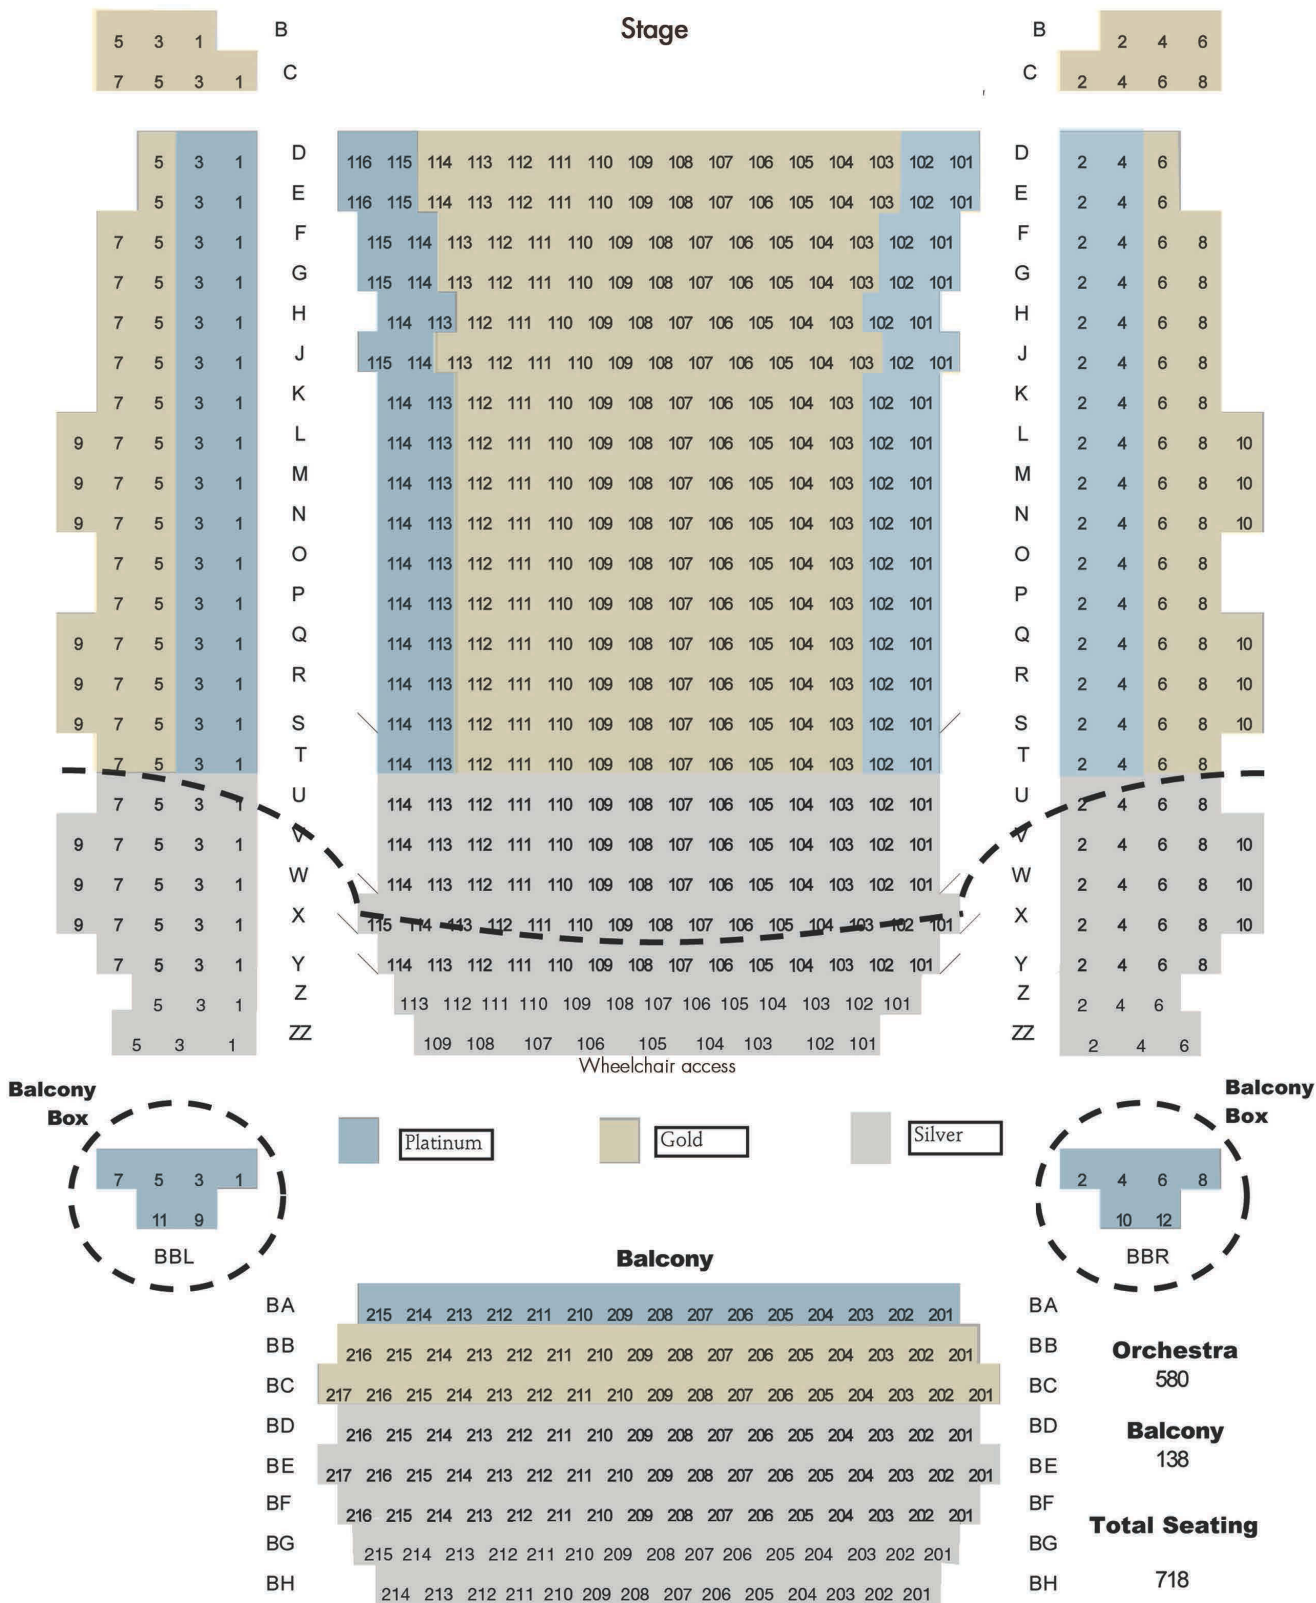 Stage
5 3 1 B B 2 4 6
7 5 3 1 C C 2 4 6 8
5 3 1 D 116 115 114 113 112 111 110 109 108 107 106 105 104 103 102 101 D 2 4 6
5 3 1 E 116 115 114 113 112 111 110 109 108 107 106 105 104 103 102 101 E 2 4 6
7 5 3 1 F 115 114 113 112 111 110 109 108 107 106 105 104 103 102 101 F 2 4 6 8
7 5 3 1 G 115 114 113 112 111 110 109 108 107 106 105 104 103 102 101 G 2 4 6 8
7 5 3 1 H 114 113 112 111 110 109 108 107 106 105 104 103 102 101 H 2 4 6 8
7 5 3 1 J 115 114 113 112 111 110 109 108 107 106 105 104 103 102 101 J 2 4 6 8
7 5 3 1 K 114 113 112 111 110 109 108 107 106 105 104 103 102 101 K 2 4 6 8
9 7 5 3 1 L 114 113 112 111 110 109 108 107 106 105 104 103 102 101 L 2 4 6 8 10
9 7 5 3 1 M 114 113 112 111 110 109 108 107 106 105 104 103 102 101 M 2 4 6 8 10
9 7 5 3 1 N 114 113 112 111 110 109 108 107 106 105 104 103 102 101 N 2 4 6 8 10
7 5 3 1 O 114 113 112 111 110 109 108 107 106 105 104 103 102 101 O 2 4 6 8
7 5 3 1 P 114 113 112 111 110 109 108 107 106 105 104 103 102 101 P 2 4 6 8
9 7 5 3 1 Q 114 113 112 111 110 109 108 107 106 105 104 103 102 101 Q 2 4 6 8 10
9 7 5 3 1 R 114 113 112 111 110 109 108 107 106 105 104 103 102 101 R 2 4 6 8 10
9 7 5 3 1 S 114 113 112 111 110 109 108 107 106 105 104 103 102 101 S 2 4 6 8 10
7 5 3 1 T 114 113 112 111 110 109 108 107 106 105 104 103 102 101 T 2 4 6 8
7 5 3 1 U 114 113 112 111 110 109 108 107 106 105 104 103 102 101 U 2 4 6 8
9 7 5 3 1 V 114 113 112 111 110 109 108 107 106 105 104 103 102 101 V 2 4 6 8 10
9 7 5 3 1 W 114 113 112 111 110 109 108 107 106 105 104 103 102 101 W 2 4 6 8 10
9 7 5 3 1 X 115 114 113 112 111 110 109 108 107 106 105 104 103 102 101 X 2 4 6 8 10
7 5 3 1 Y 114 113 112 111 110 109 108 107 106 105 104 103 102 101 Y 2 4 6 8
5 3 1 Z 113 112 111 110 109 108 107 106 105 104 103 102 101 Z 2 4 6
5 3 1 ZZ 109 108 107 106 105 104 103 102 101 ZZ 2 4 6
Wheelchair access
Balcony
Box
7 5 3 1
11 9
BBL
Platinum
Gold
Silver
Balcony
Box
2 4 6 8
10 12
BBR
Balcony
BA 215 214 213 212 211 210 209 208 207 206 205 204 203 202 201 BA
BB 216 215 214 213 212 211 210 209 208 207 206 205 204 203 202 201 BB
BC 217 216 215 214 213 212 211 210 209 208 207 206 205 204 203 202 201 BC
BD 216 215 214 213 212 211 210 209 208 207 206 205 204 203 202 201 BD
BE 217 216 215 214 213 212 211 210 209 208 207 206 205 204 203 202 201 BE
BF 216 215 214 213 212 211 210 209 208 207 206 205 204 203 202 201 BF
BG 215 214 213 212 211 210 209 208 207 206 205 204 203 202 201 BG
BH 214 213 212 211 210 209 208 207 206 205 204 203 202 201 BH
Orchestra
580
Balcony
138
Total Seating
718